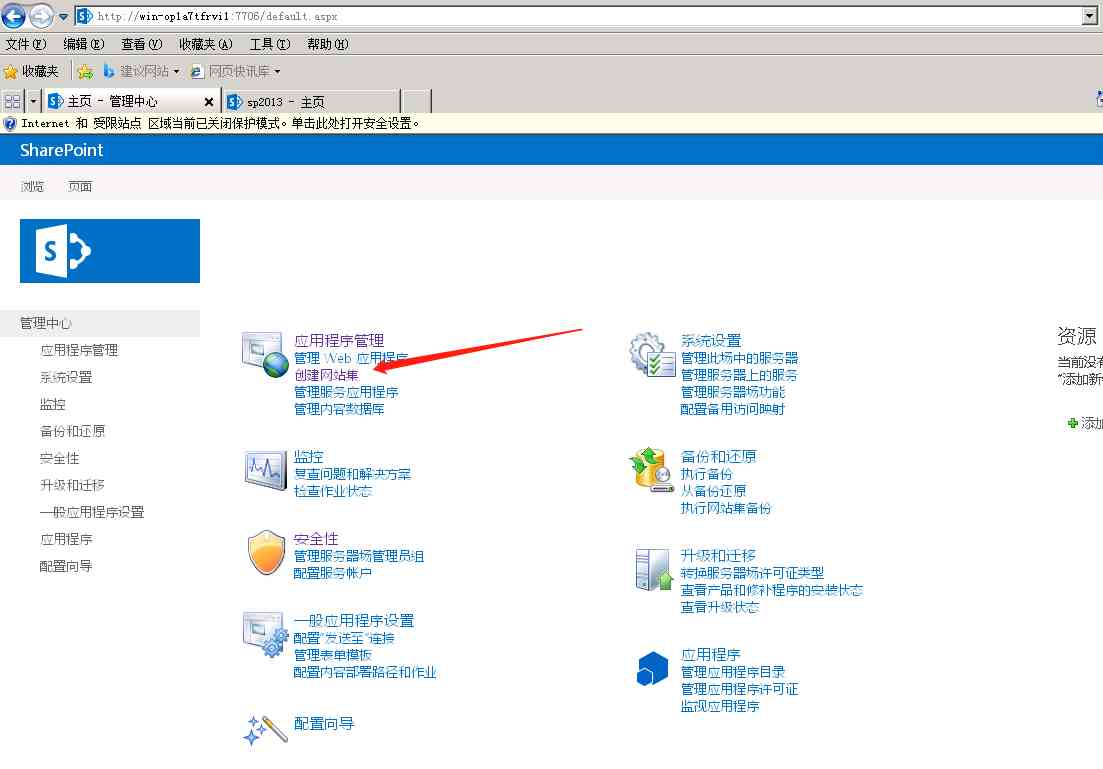 http://win-op1a7tfrvi1:7706/default.aspx
文件(F) 编辑(E) 查看(V) 收藏夹(A) 工具(T) 帮助(H)
收藏夹 建议网站 网页快讯库
主页 - 管理中心 sp2013 - 主页
Internet 和 受限站点 区域当前已关闭保护模式。单击此处打开安全设置。
SharePoint
浏览 页面
管理中心
应用程序管理
系统设置
监控
备份和还原
安全性
升级和迁移
一般应用程序设置
应用程序
配置向导
应用程序管理
管理 Web 应用程序
创建网站集
管理服务应用程序
管理内容数据库
监控
复查问题和解决方案
检查作业状态
安全性
管理服务器场管理员组
配置服务帐户
一般应用程序设置
配置"发送至"连接
管理表单模板
配置内容部署路径和作业
配置向导
系统设置
管理此场中的服务器
管理服务器上的服务
管理服务器场功能
配置备用访问映射
备份和还原
执行备份
从备份还原
执行网站集备份
升级和迁移
转换服务器场许可证类型
查看产品和修补程序的安装状态
查看升级状态
应用程序
管理应用程序目录
管理应用程序许可证
监视应用程序
资源
当前没有
"添加新
添加